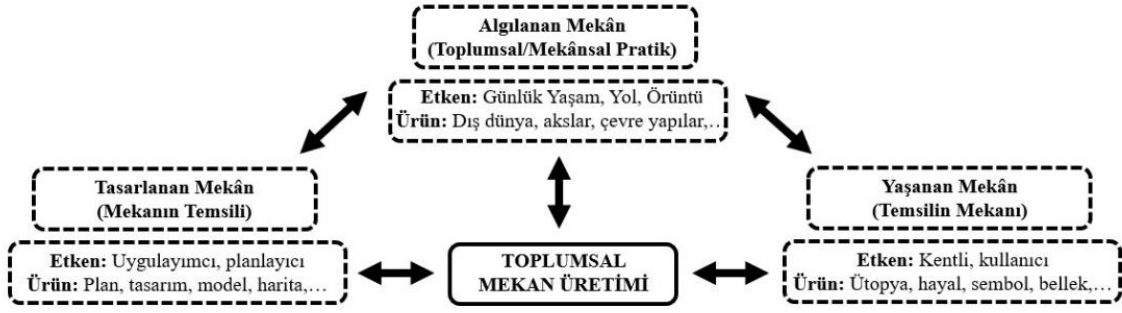 Algılanan Mekân
(Toplumsal/Mekânsal Pratik)
Etken: Günlük Yaşam, Yol, Örüntü
Ürün: Dış dünya, akslar, çevre yapılar,…
Tasarlanan Mekân
(Mekanın Temsili)
Etken: Uygulayımcı, planlayıcı
Ürün: Plan, tasarım, model, harita,…
TOPLUMSAL
MEKAN ÜRETİMİ
Yaşanan Mekân
(Temsilin Mekanı)
Etken: Kentli, kullanıcı
Ürün: Ütopya, hayal, sembol, bellek,…